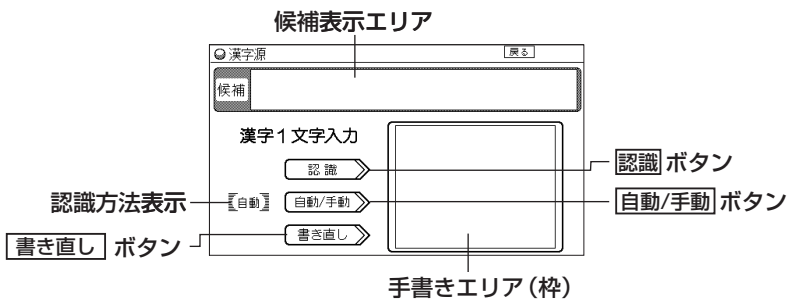 候補表示エリア
漢字源 戻る
候補
漢字1文字入力
認識
認識 ボタン
認識方法表示
【自動】
自動/手動
自動/手動 ボタン
書き直し
書き直し ボタン
手書きエリア(枠)